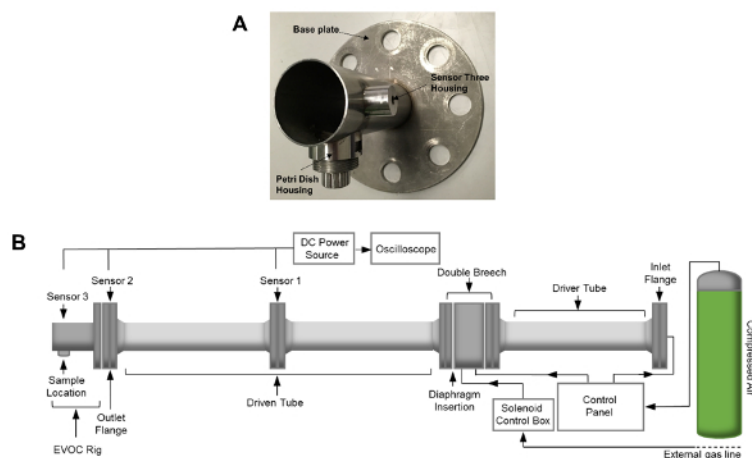 A
Base plate
Sensor Three
Housing
Petri Dish
Housing
B
DC Power
Source
Oscilloscope
Sensor 3
Sensor 2
Sensor 1
Double Breech
Driver Tube
Inlet
Flange
Compressed Air
Sample
Location
Outlet
Flange
EVOC Rig
Driven Tube
Diaphragm
Insertion
Solenoid
Control Box
Control
Panel
External gas line